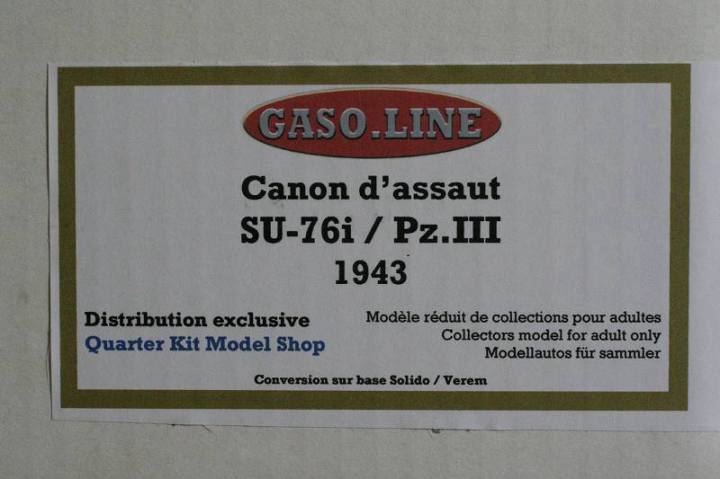 GASO.LINE
Canon d'assaut
SU-76i / Pz.III
1943
Distribution exclusive
Quarter Kit Model Shop
Modèle réduit de collections pour adultes
Collectors model for adult only
Modellautos für sammler
Conversion sur base Solido / Verem